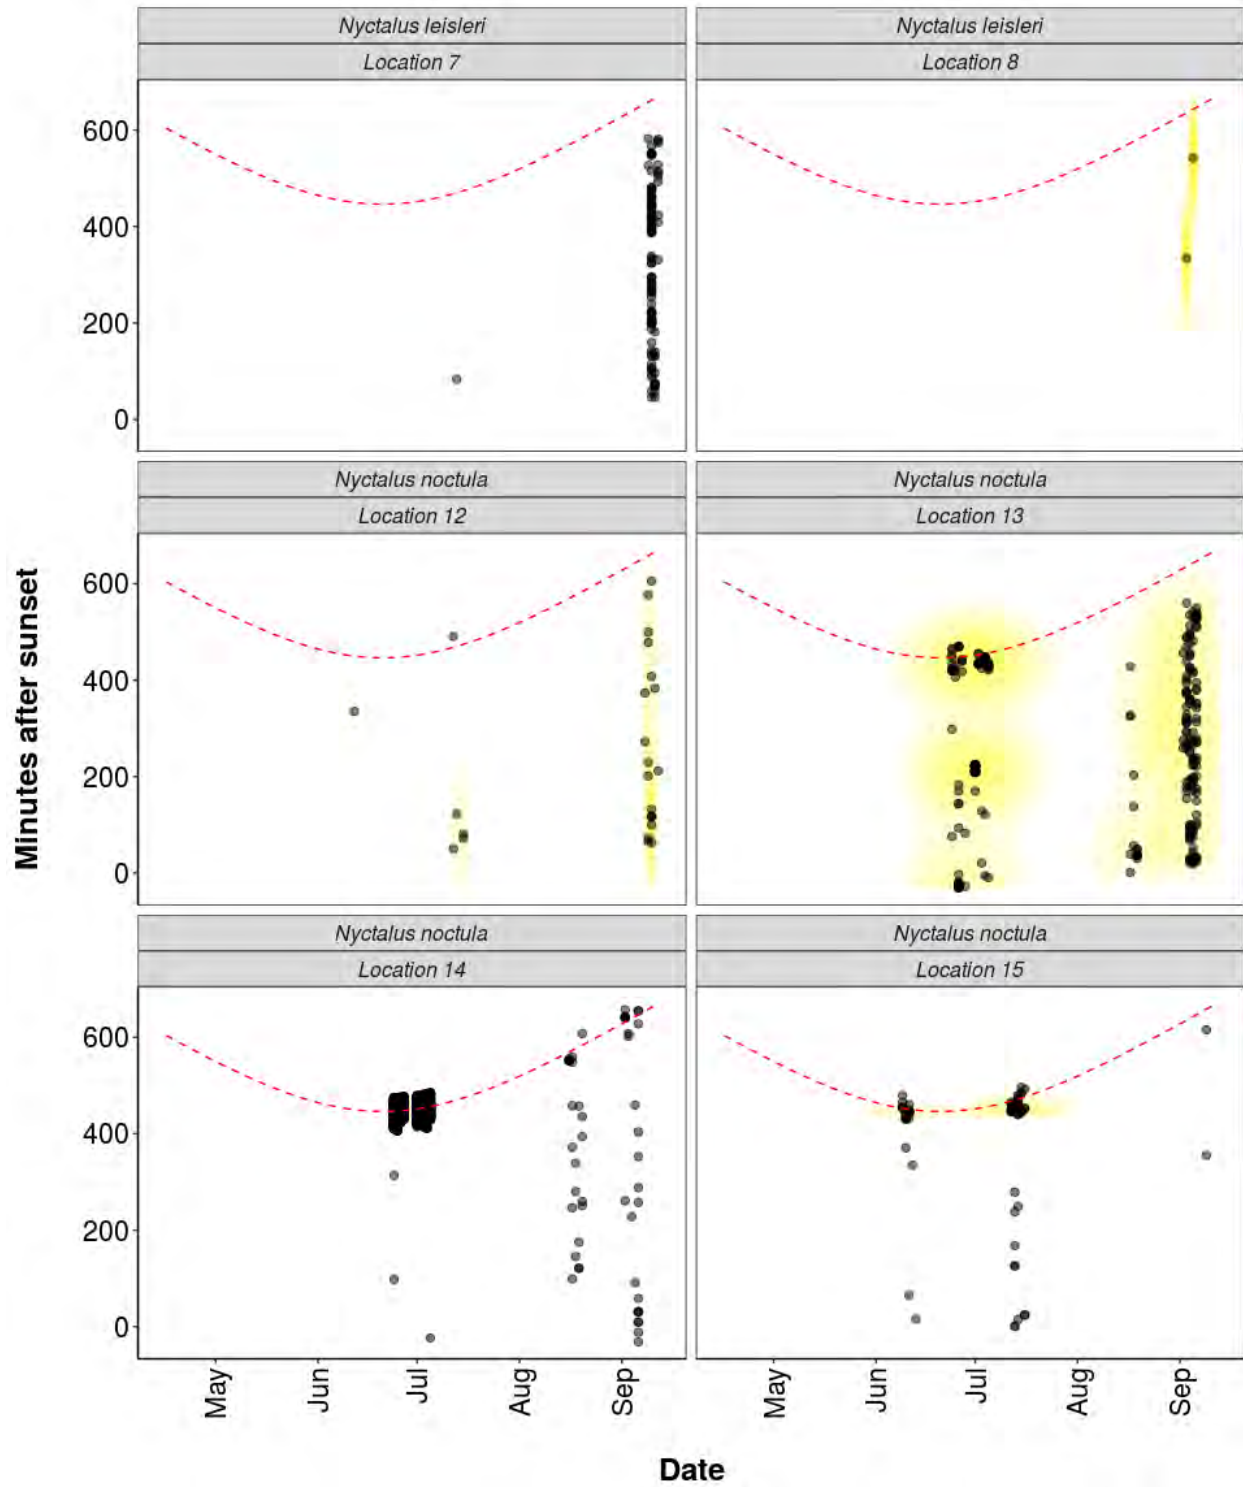 Nyctalus leisleri
Nyctalus leisleri
Location 7
Location 8
600
400
200
0
Nyctalus noctula
Nyctalus noctula
Location 12
Location 13
600
400
200
0
Minutes after sunset
Nyctalus noctula
Nyctalus noctula
Location 14
Location 15
600
400
200
0
May
Jun
Jul
Aug
Sep
May
Jun
Jul
Aug
Sep
Date